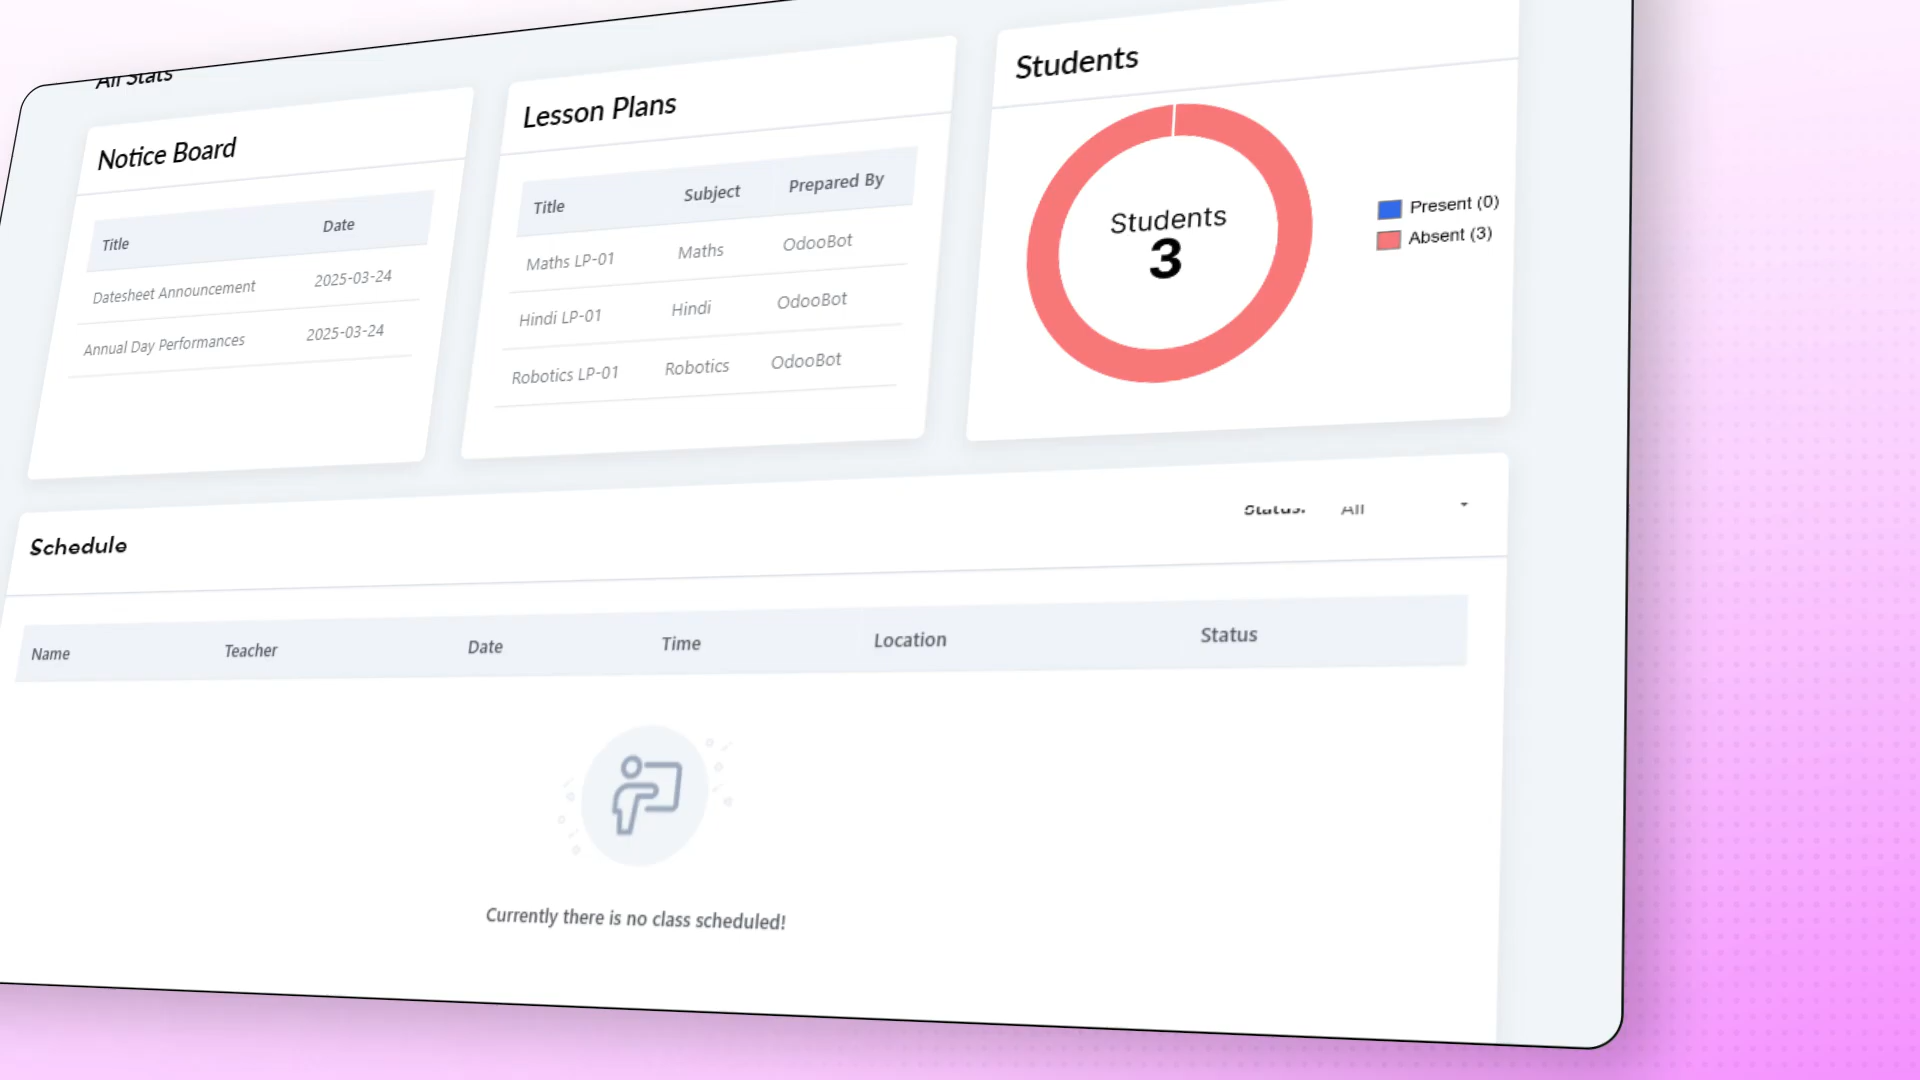 All Stats
Notice Board
Title Date
Datesheet Announcement 2025-03-24
Annual Day Performances 2025-03-24
Lesson Plans
Title Subject Prepared By
Maths LP-01 Maths OdooBot
Hindi LP-01 Hindi OdooBot
Robotics LP-01 Robotics OdooBot
Students
Students
3
Present (0)
Absent (3)
Schedule
Status: All
Name Teacher Date Time Location Status
Currently there is no class scheduled!